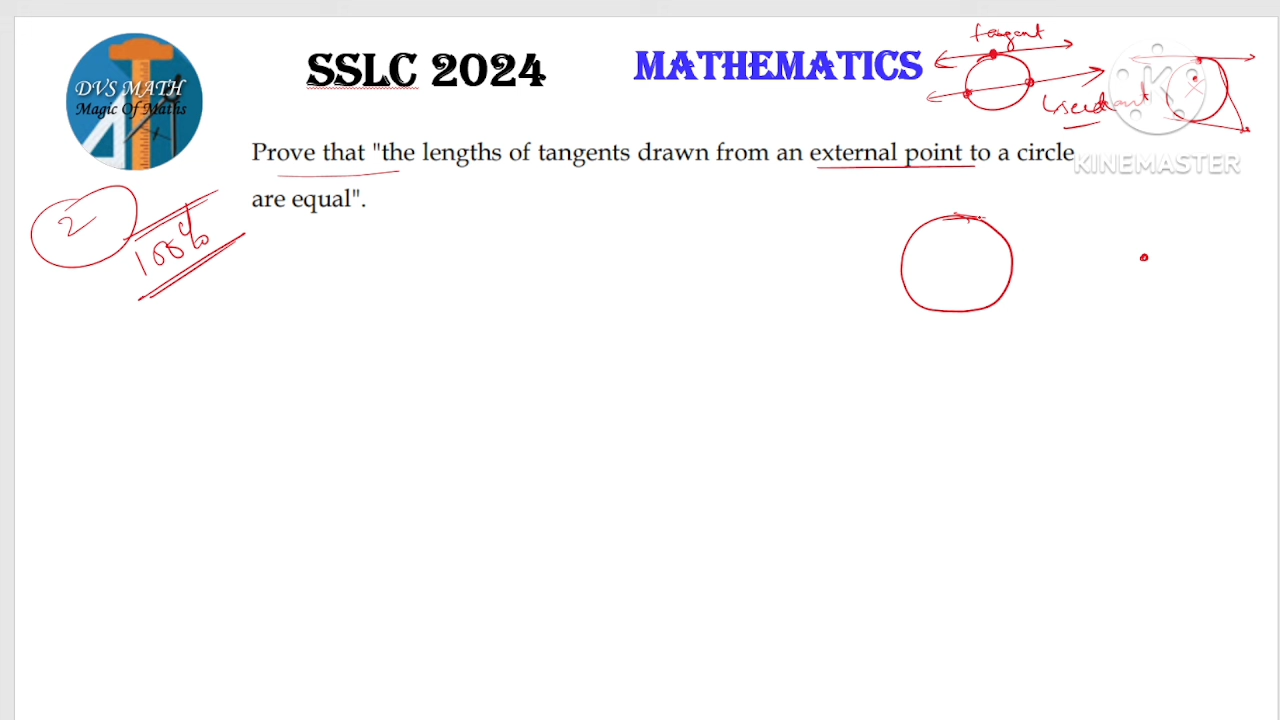 DVS MATH
Magic Of Maths
SSLC 2024
MATHEMATICS
tangent
KINEMASTER
Prove that "the lengths of tangents drawn from an external point to a circle
are equal".
2
100%